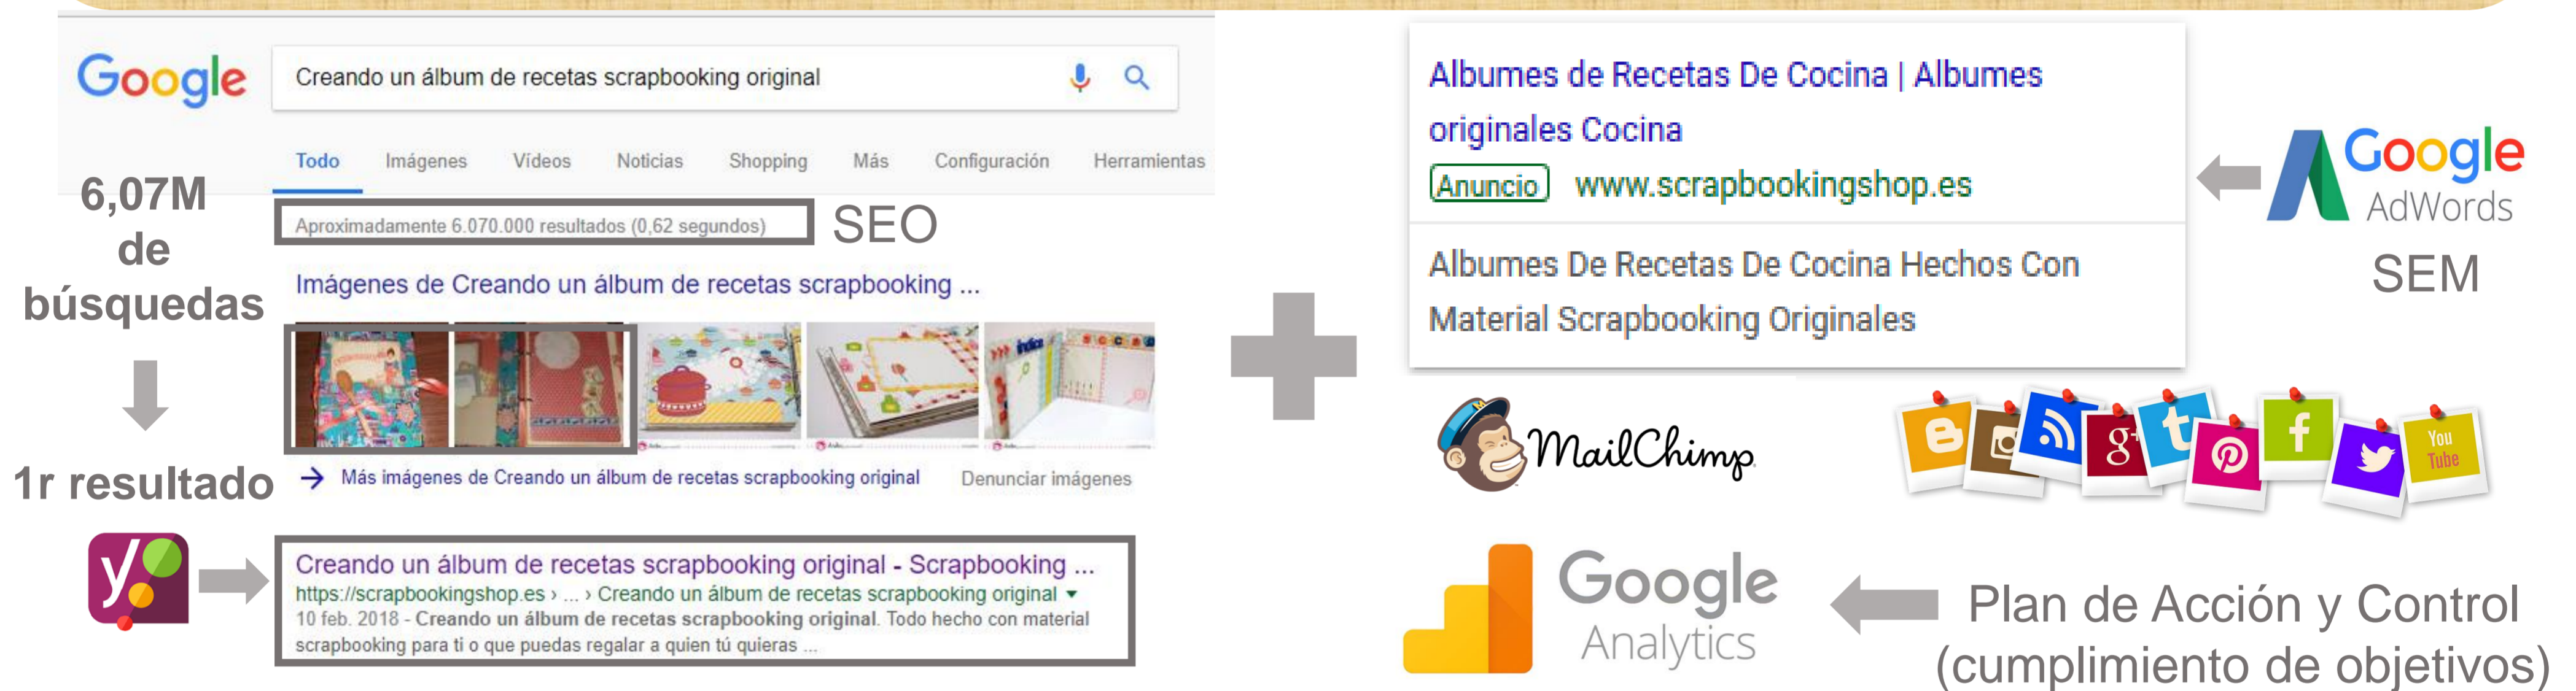 Google
Creando un álbum de recetas scrapbooking original
Todo Imágenes Vídeos Noticias Shopping Más Configuración Herramientas
Aproximadamente 6.070.000 resultados (0,62 segundos)
SEO
6,07M
de
búsquedas
1r resultado
Imágenes de Creando un álbum de recetas scrapbooking ...
Más imágenes de Creando un álbum de recetas scrapbooking original
Denunciar imágenes
y
Creando un álbum de recetas scrapbooking original - Scrapbooking ...
https://scrapbookingshop.es › ... › Creando un álbum de recetas scrapbooking original
10 feb. 2018 - Creando un álbum de recetas scrapbooking original. Todo hecho con material
scrapbooking para ti o que puedas regalar a quien tú quieras ...
Albumes de Recetas De Cocina | Albumes
originales Cocina
Anuncio www.scrapbookingshop.es
Albumes De Recetas De Cocina Hechos Con
Material Scrapbooking Originales
Google
AdWords
SEM
MailChimp
g+
t
f
You
Tube
Google
Analytics
Plan de Acción y Control
(cumplimiento de objetivos)